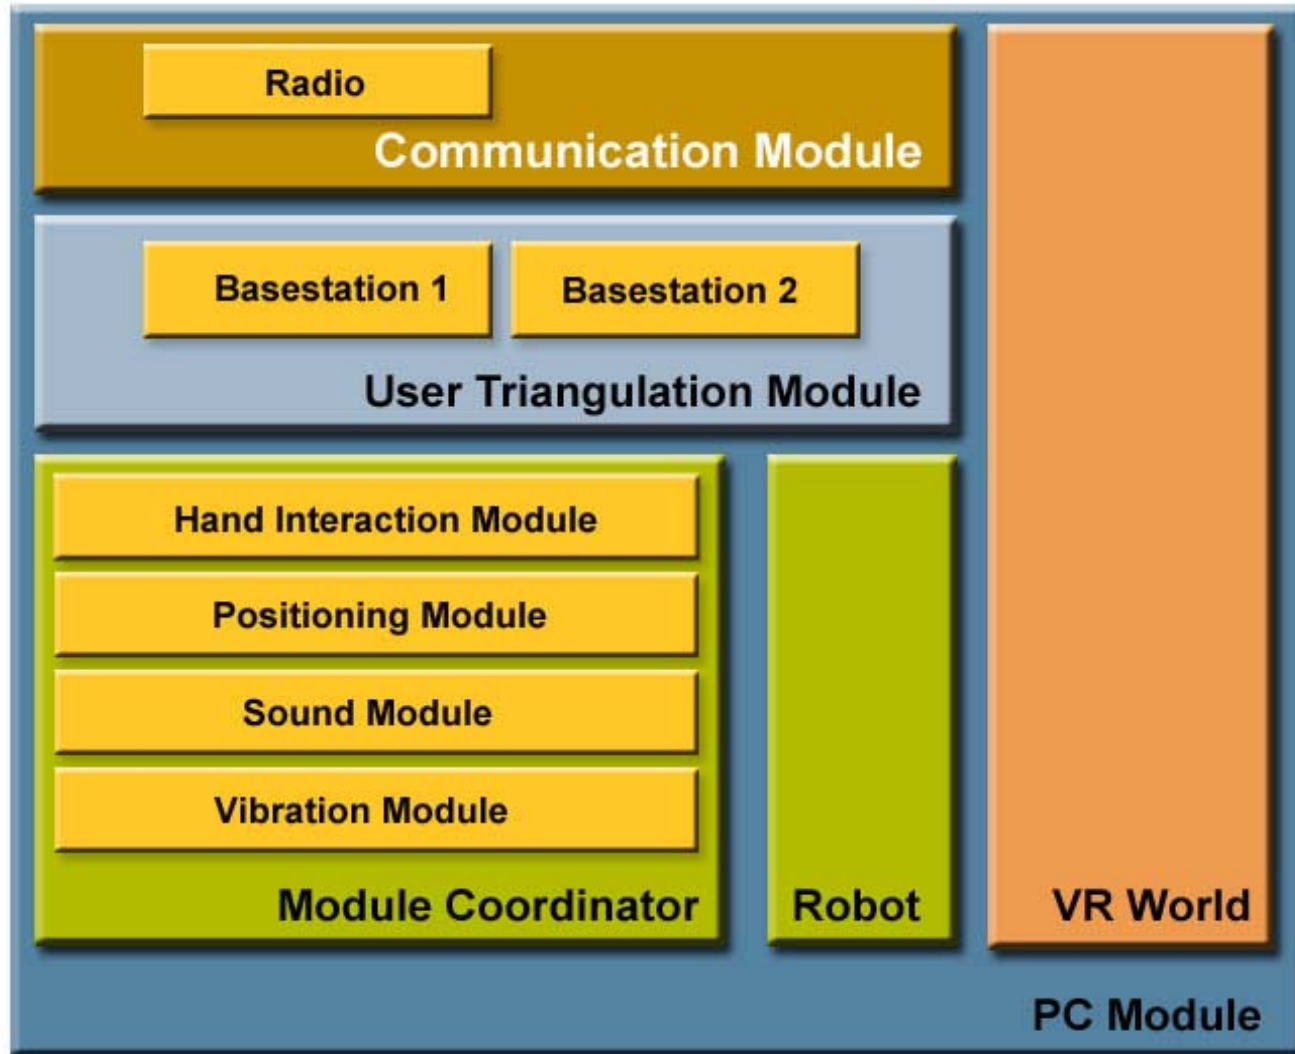 Radio
Communication Module
Basestation 1
Basestation 2
User Triangulation Module
Hand Interaction Module
Positioning Module
Sound Module
Vibration Module
Module Coordinator
Robot
VR World
PC Module